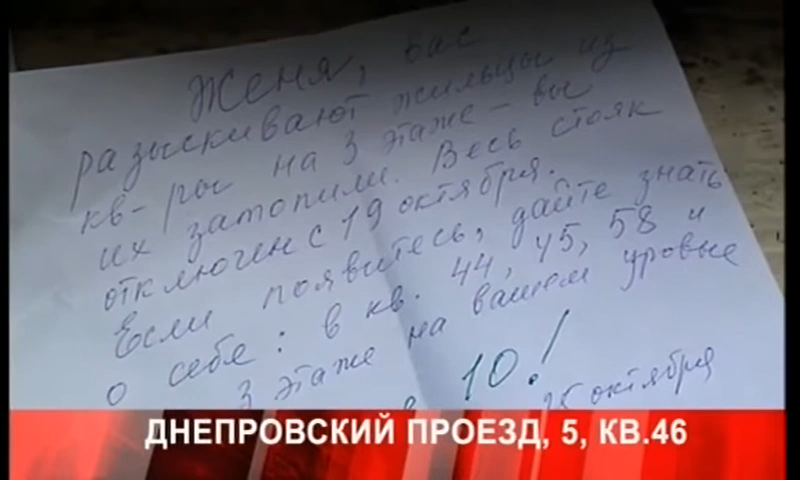 Женя, вас
разыскивают жильцы из
кв-ры на 3 этаже - вы
их затопили. Весь стояк
отключен с 19 октября.
Если появитесь, дайте знать
о себе: в кв. 44, 45, 58 и
3 этаже на вашем уровне
10!
25 октября
ДНЕПРОВСКИЙ ПРОЕЗД, 5, КВ.46